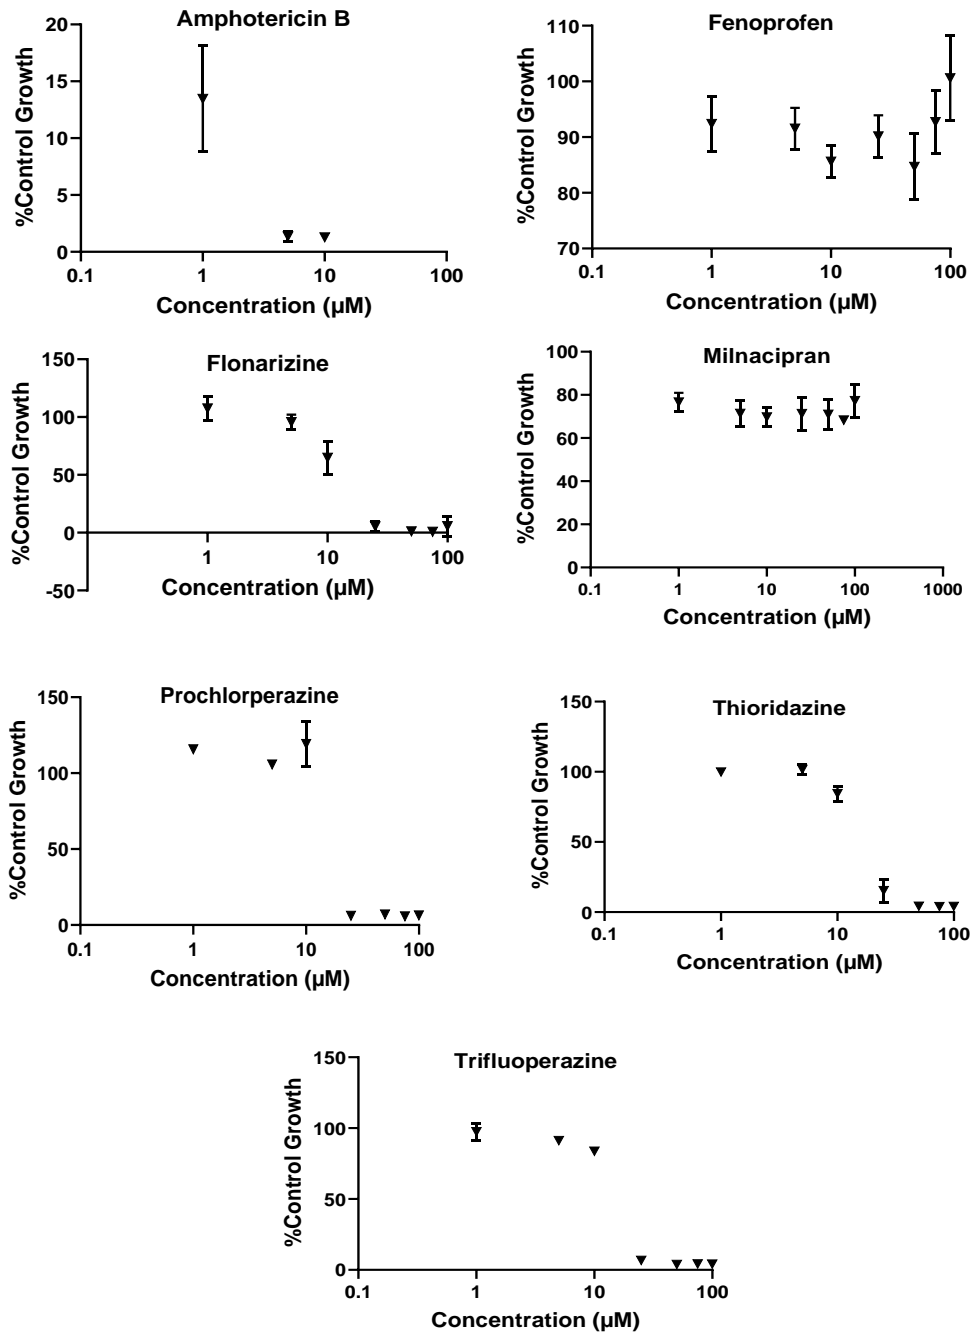 Amphotericin B
%Control Growth
20
15
10
5
0
0.1 1 10 100
Concentration (µM)
Fenoprofen
%Control Growth
110
100
90
80
70
0.1 1 10 100
Concentration (µM)
Flonarizine
%Control Growth
150
100
50
0
-50
1 10 100
Concentration (µM)
Milnacipran
%Control Growth
100
80
60
40
20
0
0.1 1 10 100 1000
Concentration (µM)
Prochlorperazine
%Control Growth
150
100
50
0
0.1 1 10 100
Concentration (µM)
Thioridazine
%Control Growth
150
100
50
0
0.1 1 10 100
Concentration (µM)
Trifluoperazine
%Control Growth
150
100
50
0
0.1 1 10 100
Concentration (µM)